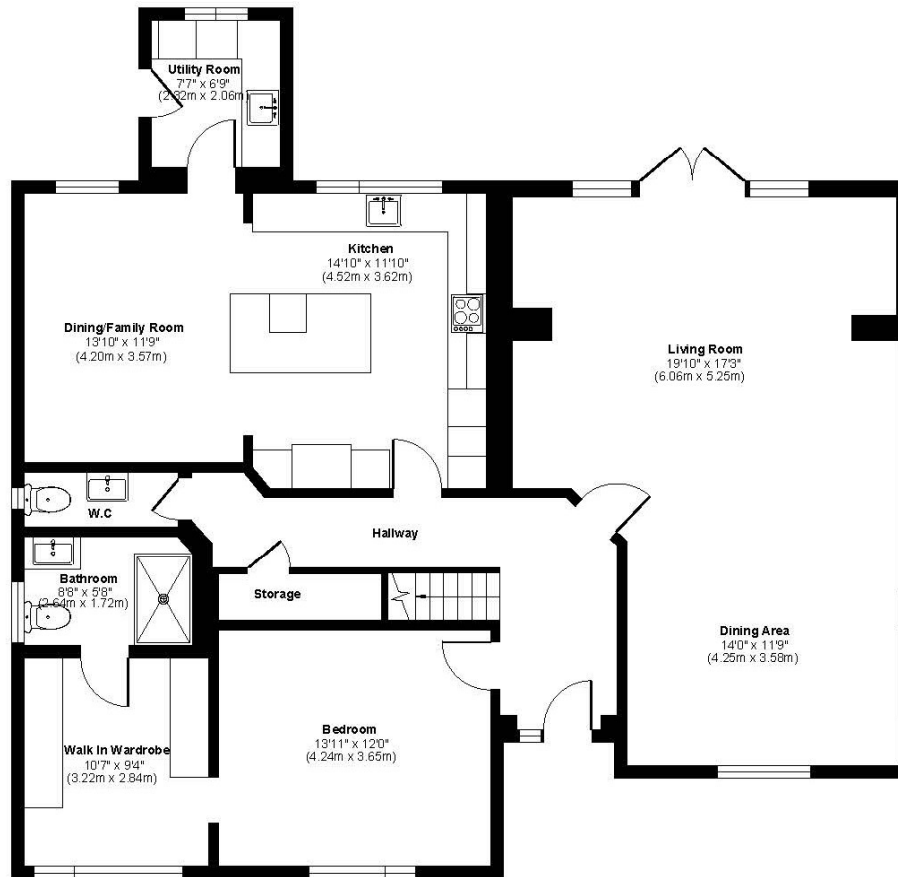 Utility Room
7'7" x 6'9"
(2.32m x 2.06m)
Kitchen
14'10" x 11'10"
(4.52m x 3.62m)
Dining/Family Room
13'10" x 11'9"
(4.20m x 3.57m)
Living Room
19'10" x 17'3"
(6.06m x 5.25m)
W.C
Hallway
Bathroom
8'8" x 5'8"
(2.64m x 1.72m)
Storage
Dining Area
14'0" x 11'9"
(4.25m x 3.58m)
Bedroom
13'11" x 12'0"
(4.24m x 3.65m)
Walk In Wardrobe
10'7" x 9'4"
(3.22m x 2.84m)